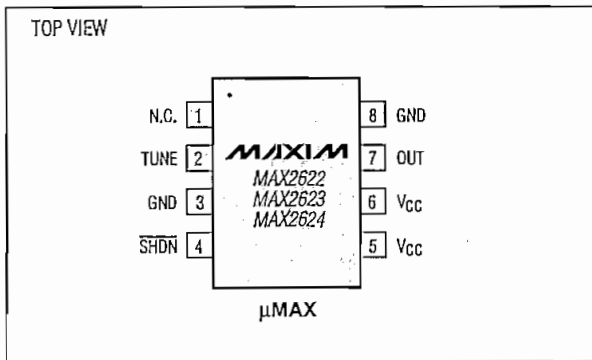 TOP VIEW
N.C. 1
TUNE 2
GND 3
S̅H̅D̅N̅ 4
MAXIM
MAX2622
MAX2623
MAX2624
8 GND
7 OUT
6 VCC
5 VCC
µMAX